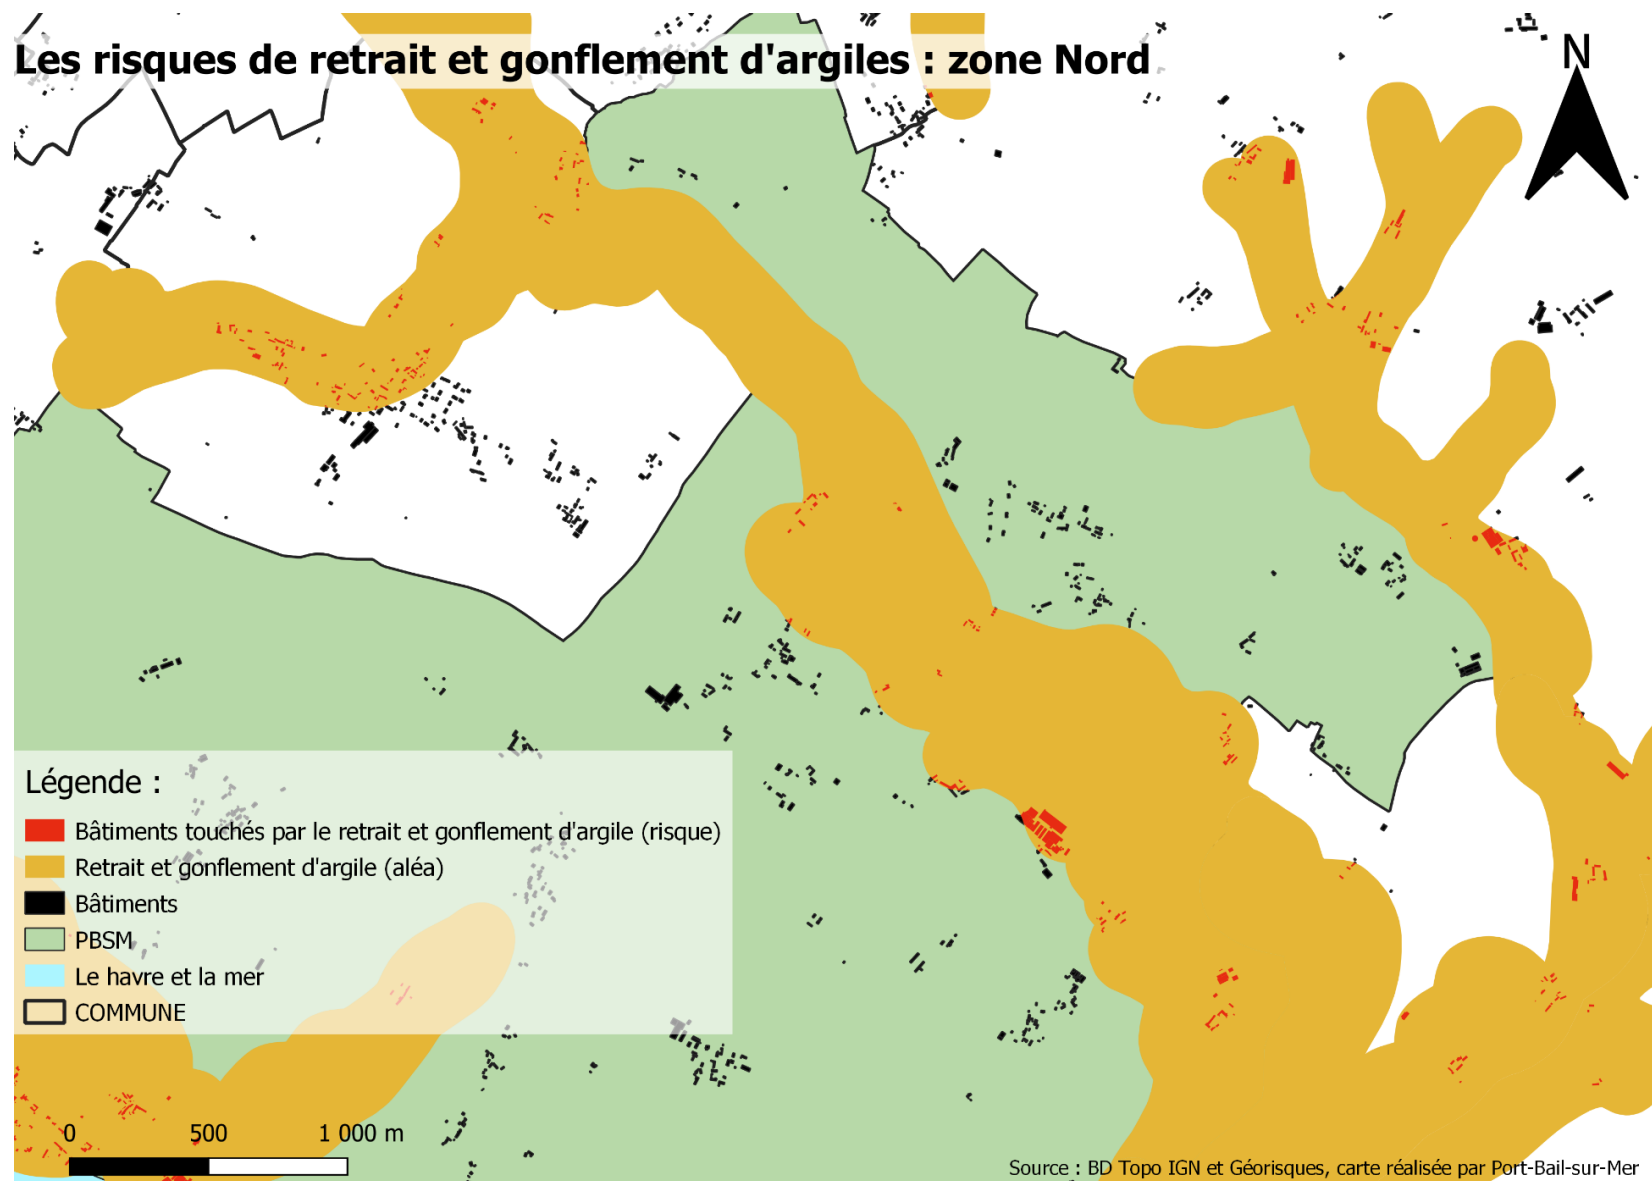 Les risques de retrait et gonflement d'argiles : zone Nord
N
Légende :
Bâtiments touchés par le retrait et gonflement d'argile (risque)
Retrait et gonflement d'argile (aléa)
Bâtiments
PBSM
Le havre et la mer
COMMUNE
0 500 1 000 m
Source : BD Topo IGN et Géorisques, carte réalisée par Port-Bail-sur-Mer